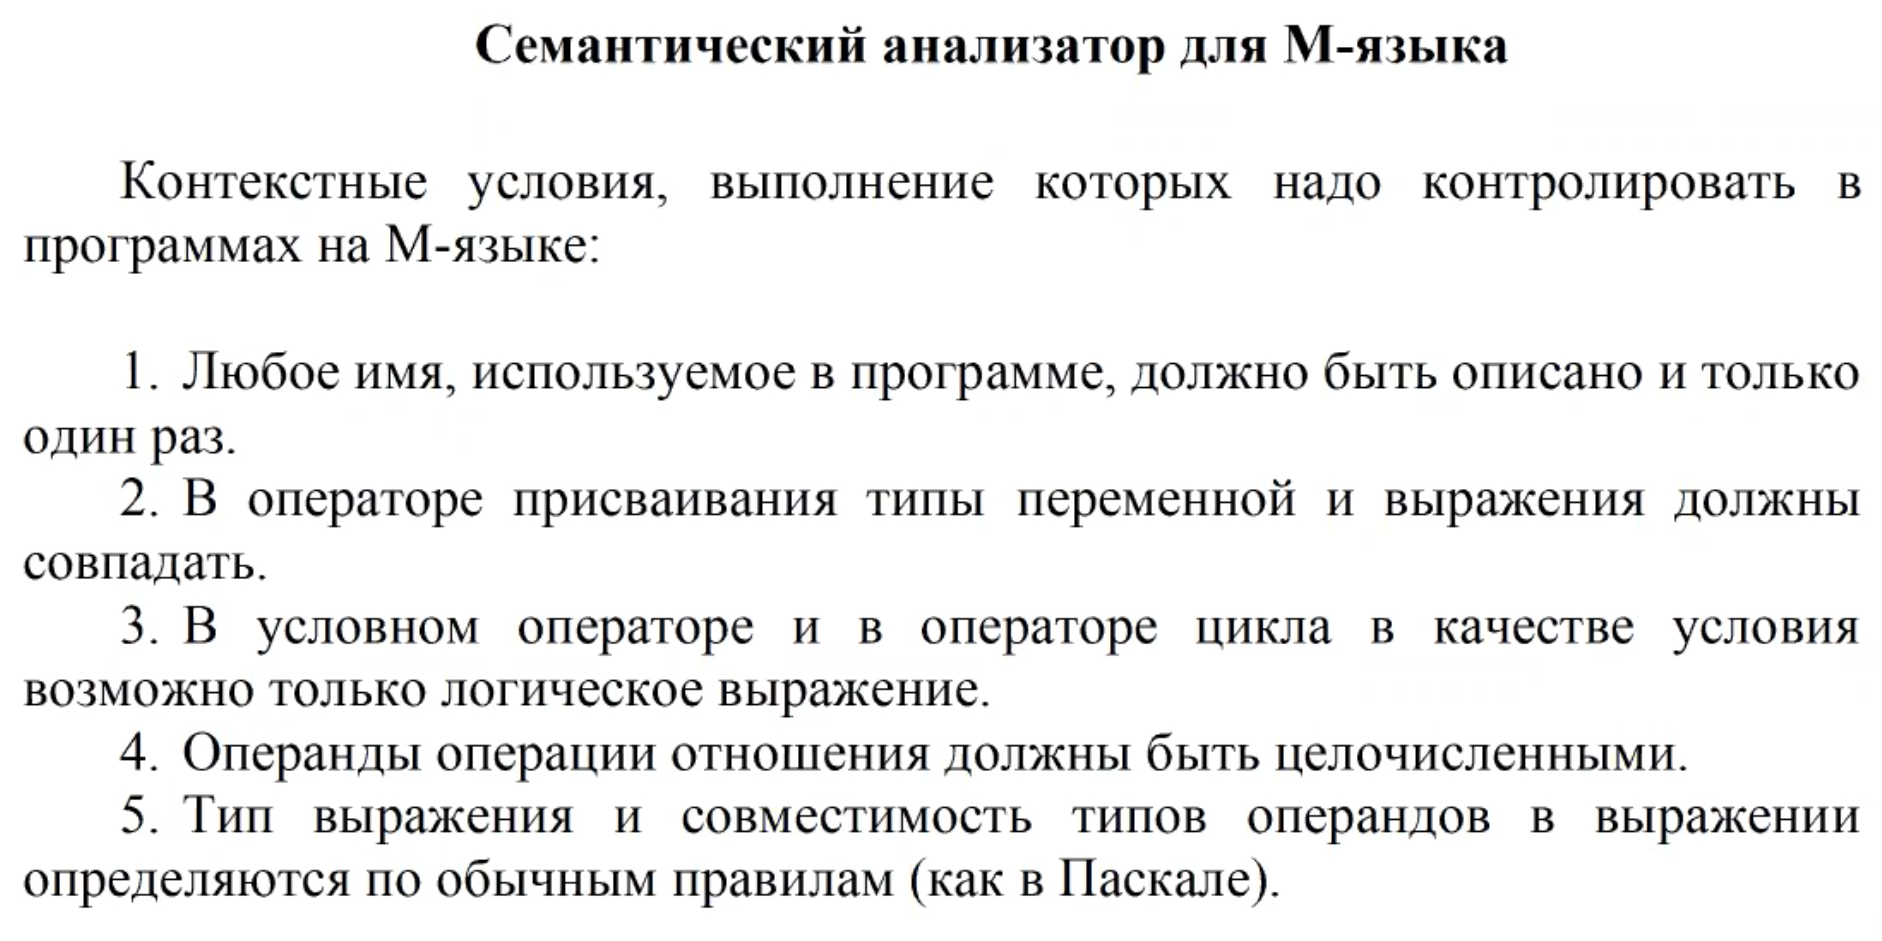 Семантический анализатор для М-языка
Контекстные условия, выполнение которых надо контролировать в
программах на М-языке:
1. Любое имя, используемое в программе, должно быть описано и только
один раз.
2. В операторе присваивания типы переменной и выражения должны
совпадать.
3. В условном операторе и в операторе цикла в качестве условия
возможно только логическое выражение.
4. Операнды операции отношения должны быть целочисленными.
5. Тип выражения и совместимость типов операндов в выражении
определяются по обычным правилам (как в Паскале).